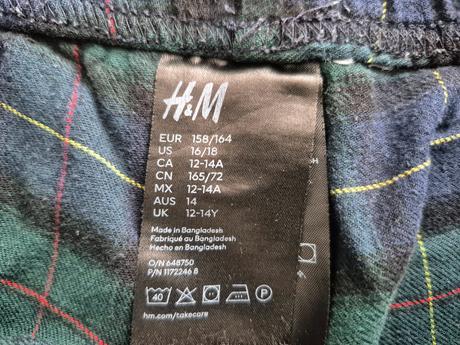 H&M
EUR 158/164
US 16/18
CA 12-14A
CN 165/72
MX 12-14A
AUS 14
UK 12-14Y
Made in Bangladesh
Fabriqué au Bangladesh
Hecho en Bangladesh
O/N 648750
P/N 1172246 B
40 P
hm.com/takecare